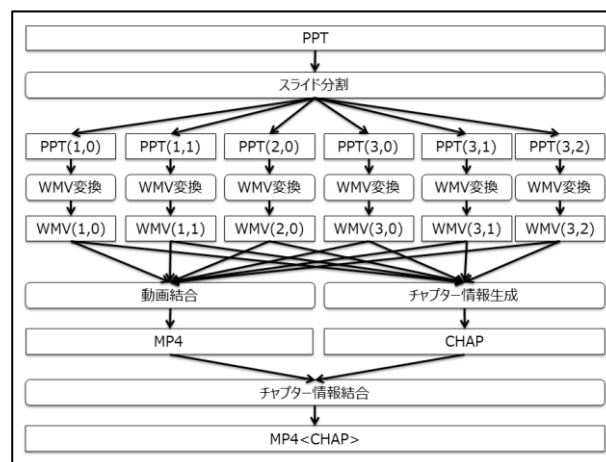 PPT
スライド分割
PPT(1,0) PPT(1,1) PPT(2,0) PPT(3,0) PPT(3,1) PPT(3,2)
WMV変換 WMV変換 WMV変換 WMV変換 WMV変換 WMV変換
WMV(1,0) WMV(1,1) WMV(2,0) WMV(3,0) WMV(3,1) WMV(3,2)
動画結合 チャプター情報生成
MP4 CHAP
チャプター情報結合
MP4<CHAP>